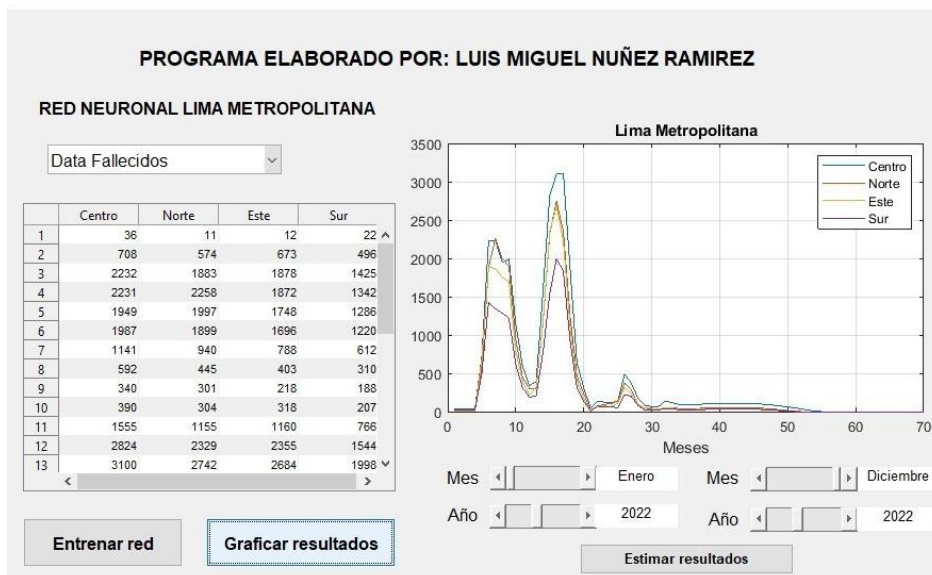 PROGRAMA ELABORADO POR: LUIS MIGUEL NUÑEZ RAMIREZ
RED NEURONAL LIMA METROPOLITANA
Data Fallecidos
Centro Norte Este Sur
1 36 11 12 22
2 708 574 673 496
3 2232 1883 1878 1425
4 2231 2258 1872 1342
5 1949 1997 1748 1286
6 1987 1899 1696 1220
7 1141 940 788 612
8 592 445 403 310
9 340 301 218 188
10 390 304 318 207
11 1555 1155 1160 766
12 2824 2329 2355 1544
13 3100 2742 2684 1998
Entrenar red
Graficar resultados
Lima Metropolitana
3500
3000
2500
2000
1500
1000
500
0
0 10 20 30 40 50 60 70
Meses
Centro
Norte
Este
Sur
Mes Enero
Mes Diciembre
Año 2022
Año 2022
Estimar resultados